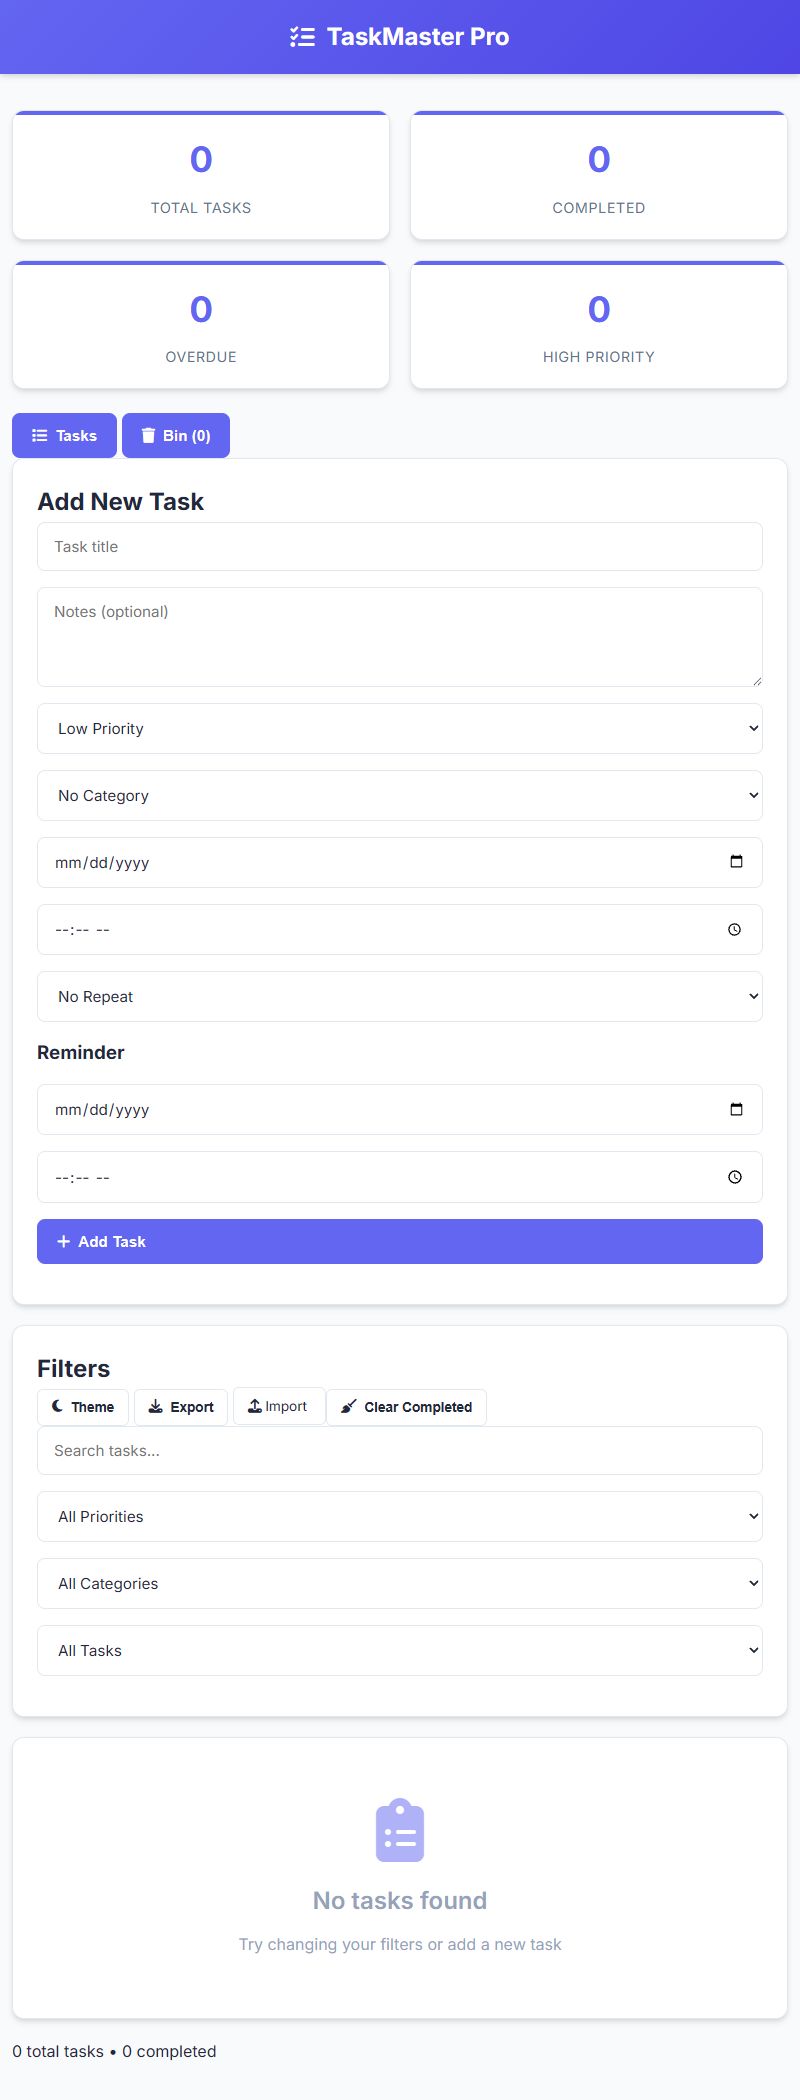 TaskMaster Pro
0
TOTAL TASKS
0
COMPLETED
0
OVERDUE
0
HIGH PRIORITY
Tasks
Bin (0)
Add New Task
Task title
Notes (optional)
Low Priority
No Category
mm/dd/yyyy
--:-- --
No Repeat
Reminder
mm/dd/yyyy
--:-- --
Add Task
Filters
Theme
Export
Import
Clear Completed
Search tasks...
All Priorities
All Categories
All Tasks
No tasks found
Try changing your filters or add a new task
0 total tasks • 0 completed